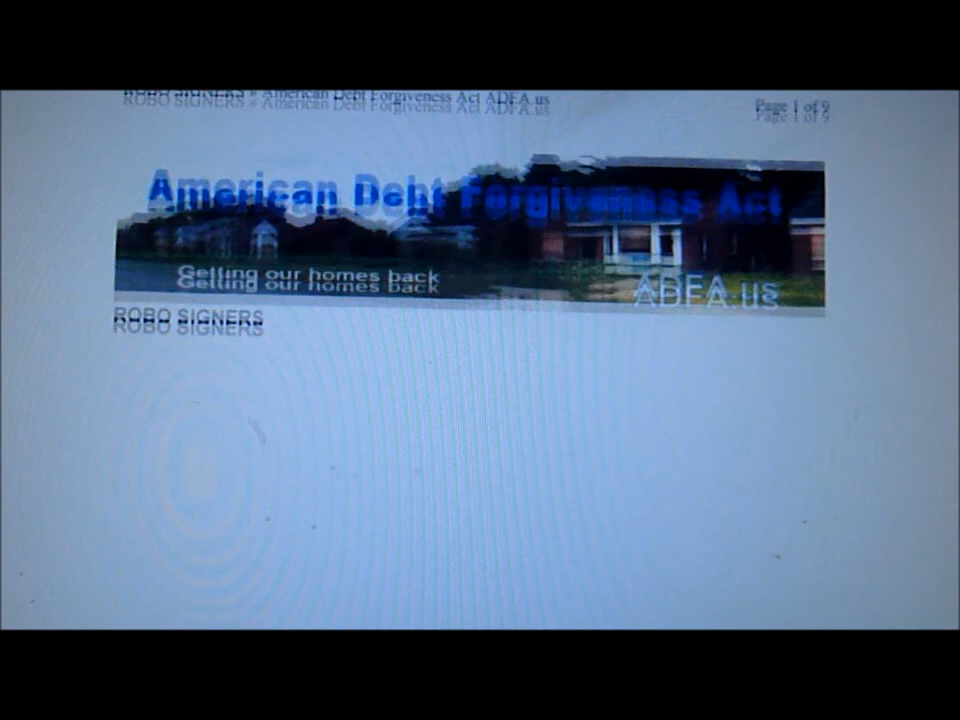 ROBO SIGNERS » American Debt Forgiveness Act ADFA.us
Page 1 of 9
American Debt Forgiveness Act
Getting our homes back
ADFA.us
ROBO SIGNERS